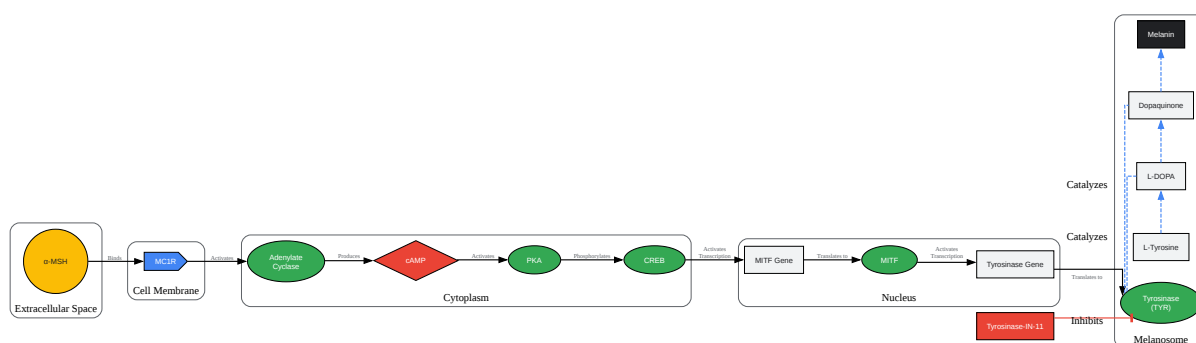 Melanin
Dopaquinone
L-DOPA
Catalyzes
L-Tyrosine
Catalyzes
α-MSH
Binds
MC1R
Activates
Adenylate
Cyclase
Produces
cAMP
Activates
PKA
Phosphorylates
CREB
Activates
Transcription
MITF Gene
Translates to
MITF
Activates
Transcription
Tyrosinase Gene
Translates to
Tyrosinase
(TYR)
Extracellular Space
Cell Membrane
Cytoplasm
Nucleus
Tyrosinase-IN-11
Inhibits
Melanosome